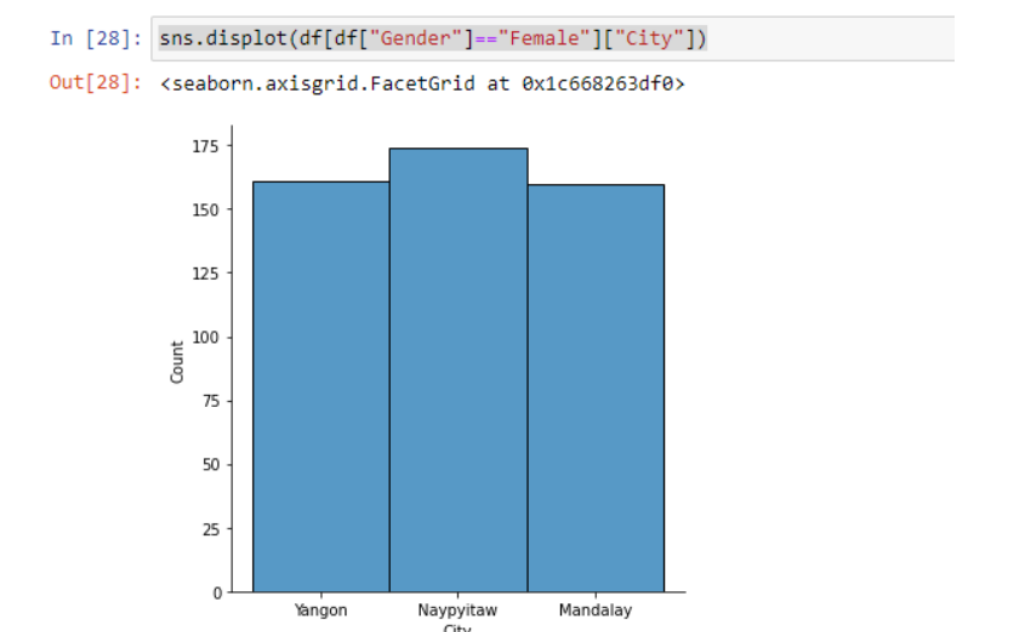 In [28]: sns.displot(df[df["Gender"]=="Female"]["City"])
Out[28]: <seaborn.axisgrid.FacetGrid at 0x1c668263df0>
175
150
125
100
Count
75
50
25
0
Yangon Naypyitaw Mandalay
City